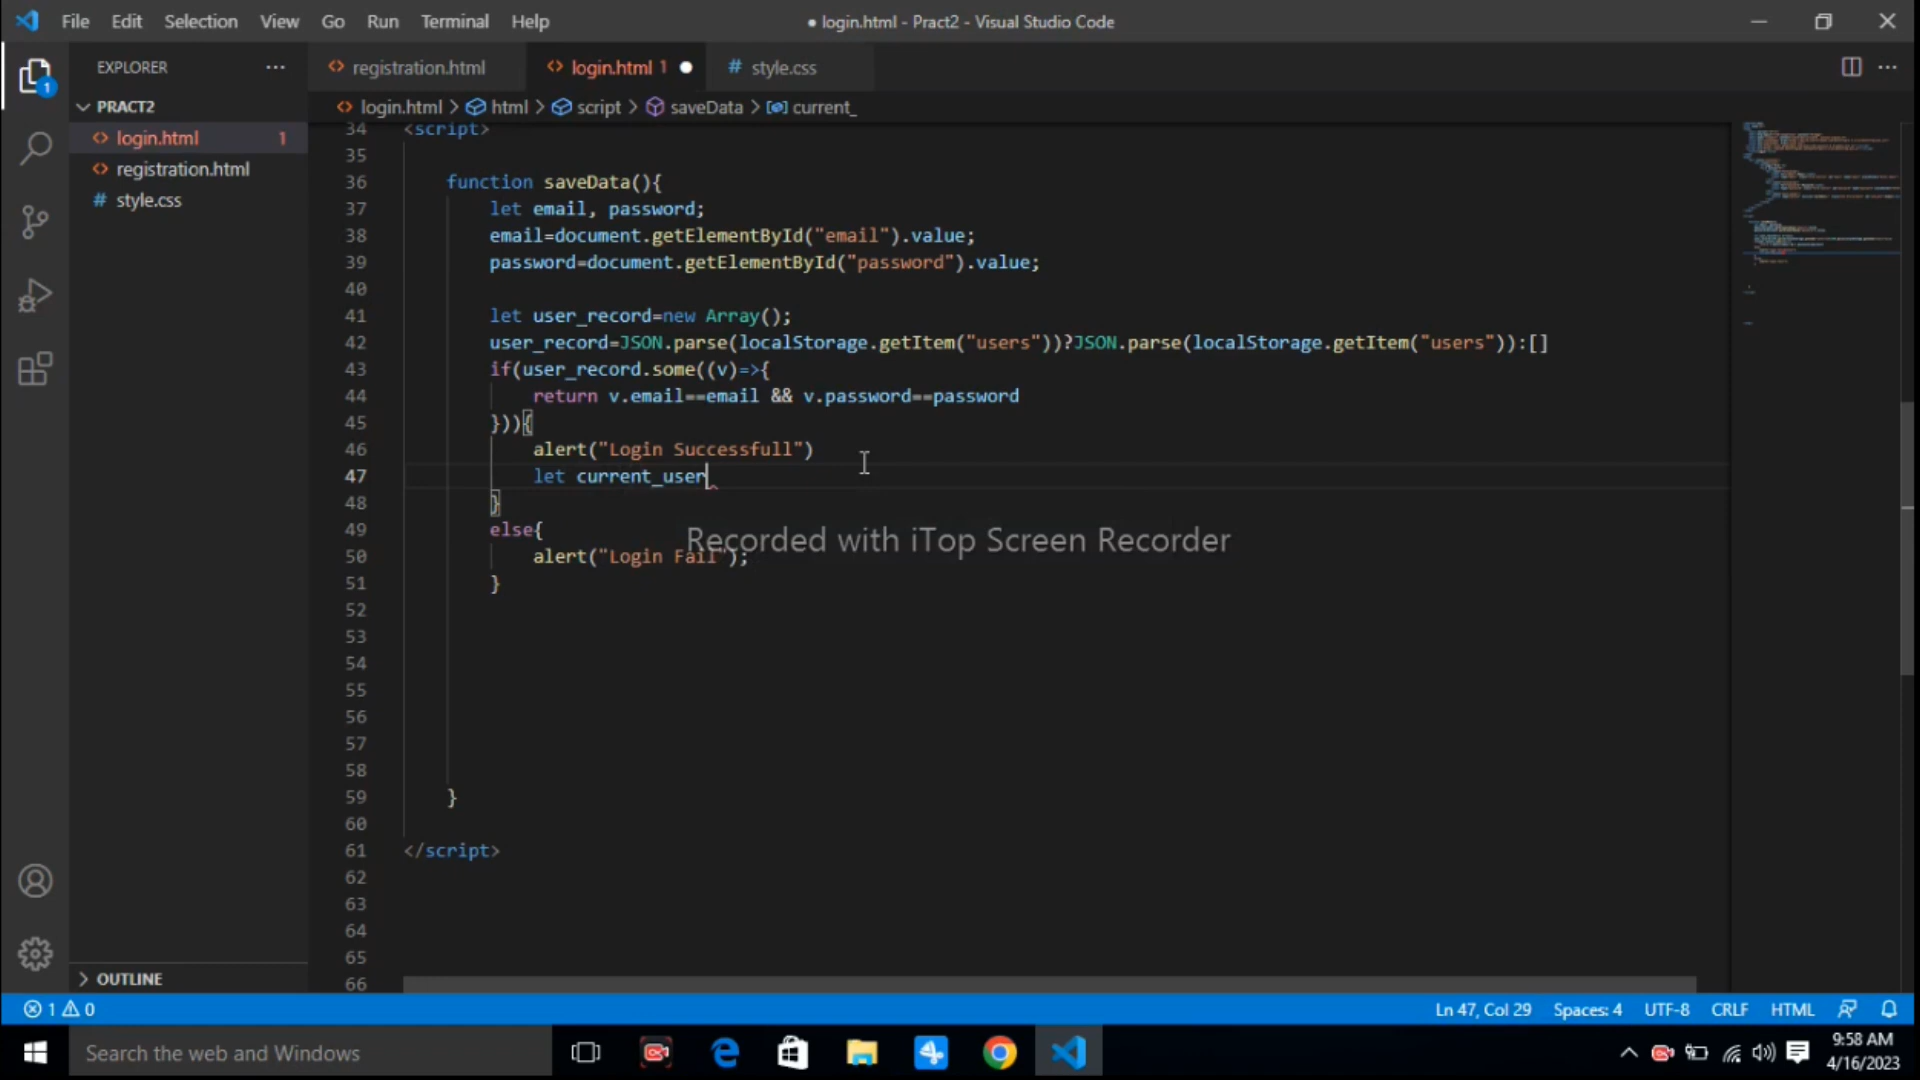 File Edit Selection View Go Run Terminal Help
● login.html - Pract2 - Visual Studio Code
EXPLORER
registration.html
login.html 1
# style.css
PRACT2
login.html > html > script > saveData > current_
login.html 1
registration.html
# style.css
34 <script>
35
36 function saveData(){
37 let email, password;
38 email=document.getElementById("email").value;
39 password=document.getElementById("password").value;
40
41 let user_record=new Array();
42 user_record=JSON.parse(localStorage.getItem("users"))?JSON.parse(localStorage.getItem("users")):[]
43 if(user_record.some((v)=>{
44 return v.email==email && v.password==password
45 })){
46 alert("Login Successfull")
47 let current_user
48 }
49 else{
50 alert("Login Fail");
51 }
52
53
54
55
56
57
58
59 }
60
61 </script>
62
63
64
65
66
Recorded with iTop Screen Recorder
OUTLINE
1 0
Ln 47, Col 29 Spaces: 4 UTF-8 CRLF HTML
Search the web and Windows
9:58 AM
4/16/2023